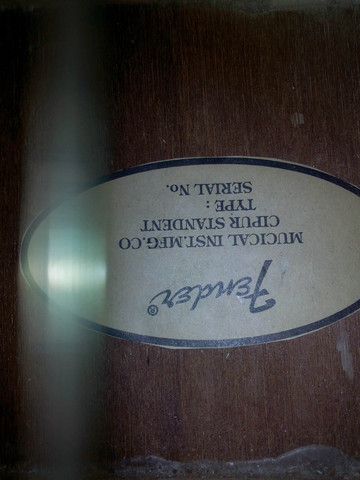 Fender®
MUCICAL INST.MFG.CO
CIPUR STANDENT
TYPE :
SERIAL No.